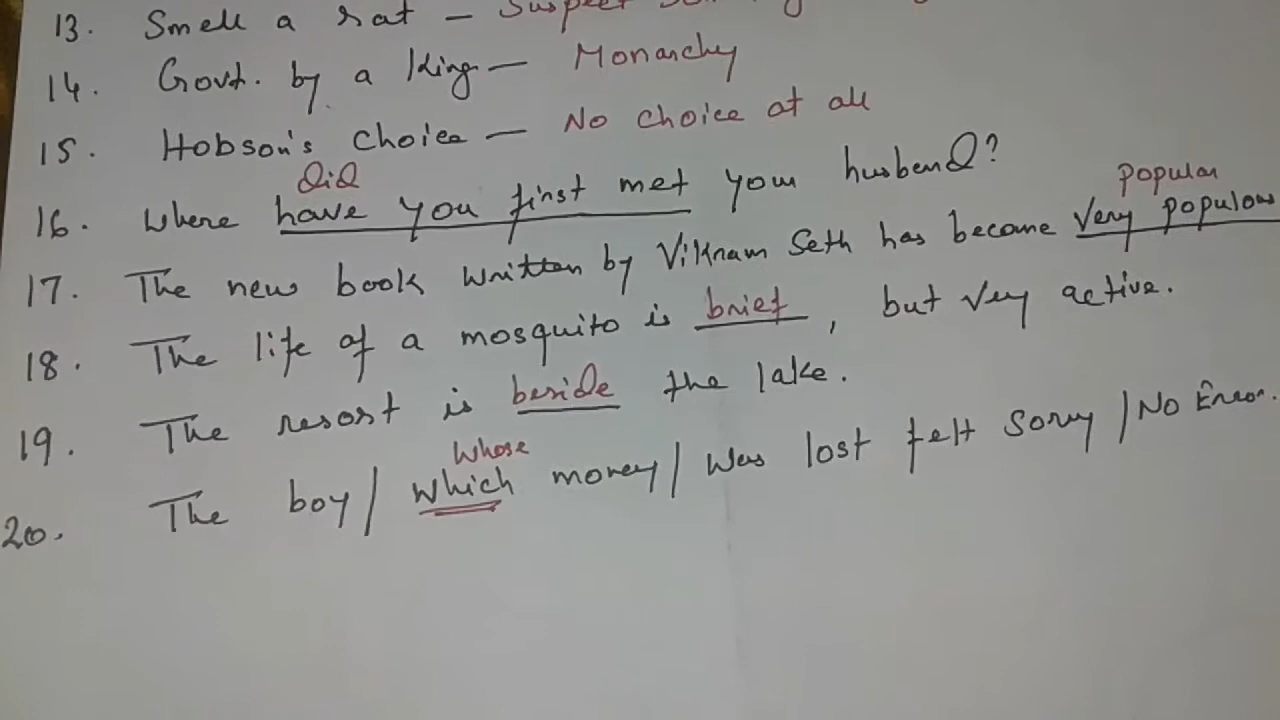 13. Smell a rat – Suspect
14. Govt. by a King – Monarchy
15. Hobson's choice – No choice at all
did
16. Where have you first met your husbend?
popular
17. The new book written by Vikram Seth has become very populous
18. The life of a mosquito is brief, but very active.
19. The resort is beside the lake.
whose
20. The boy / which money / was lost felt sorry / No Error.